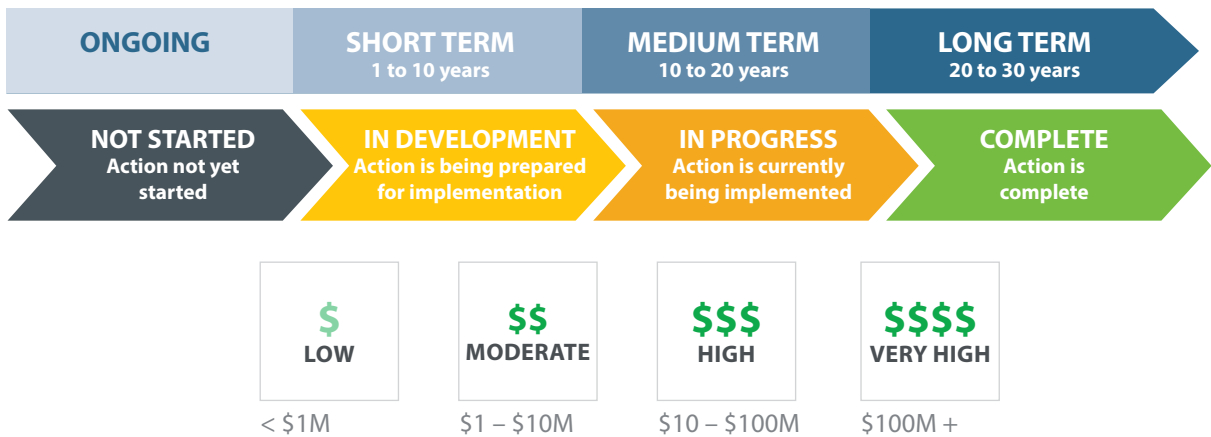 ONGOING
SHORT TERM
1 to 10 years
MEDIUM TERM
10 to 20 years
LONG TERM
20 to 30 years
NOT STARTED
Action not yet
started
IN DEVELOPMENT
Action is being prepared
for implementation
IN PROGRESS
Action is currently
being implemented
COMPLETE
Action is
complete
$
LOW
< $1M
$$
MODERATE
$1 – $10M
$$$
HIGH
$10 – $100M
$$$$
VERY HIGH
$100M +